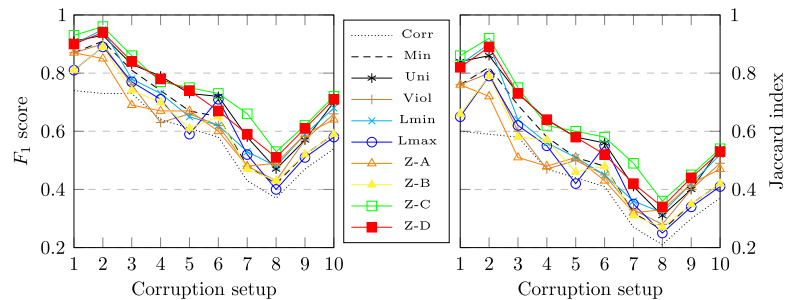 1
0.8
0.6
0.4
0.2
F₁ score
1 2 3 4 5 6 7 8 9 10
Corruption setup
Corr
Min
Uni
Viol
Lmin
Lmax
Z-A
Z-B
Z-C
Z-D
1
0.8
0.6
0.4
0.2
Jaccard index
1 2 3 4 5 6 7 8 9 10
Corruption setup